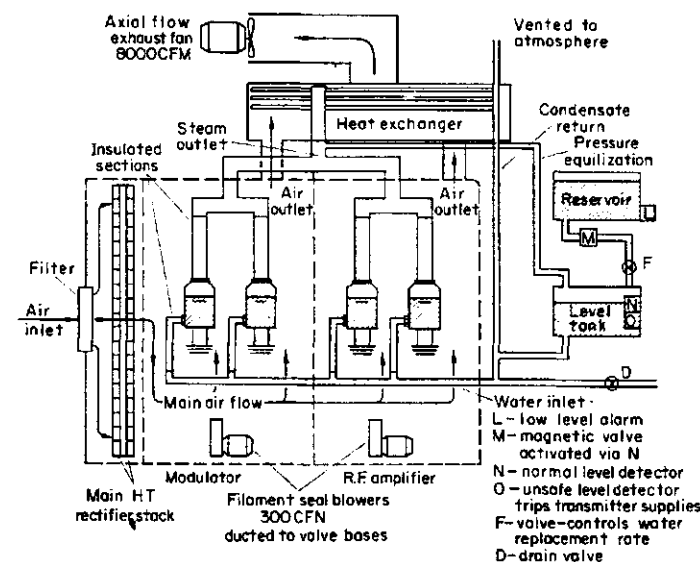 Axial flow
exhaust fan
8000CFM
Vented to
atmosphere
Heat exchanger
Steam
outlet
Condensate
return
Pressure
equilization
Insulated
sections
Air
outlet
Air
outlet
Reservoir
L
M
F
Filter
Air
inlet
Level
tank
N
O
D
Main air flow
Water inlet
Main HT
rectifier stack
Modulator
R.F. amplifier
Filament seal blowers
300CFN
ducted to valve bases
L- low level alarm
M- magnetic valve
activated via N
N- normal level detector
O- unsafe level detector
trips transmitter supplies
F- valve-controls water
replacement rate
D- drain valve